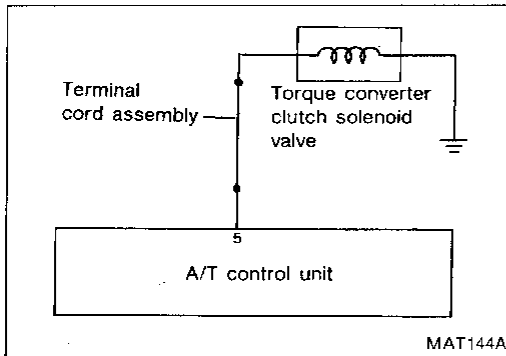 Terminal
cord assembly
Torque converter
clutch solenoid
valve
5
A/T control unit
MAT144A